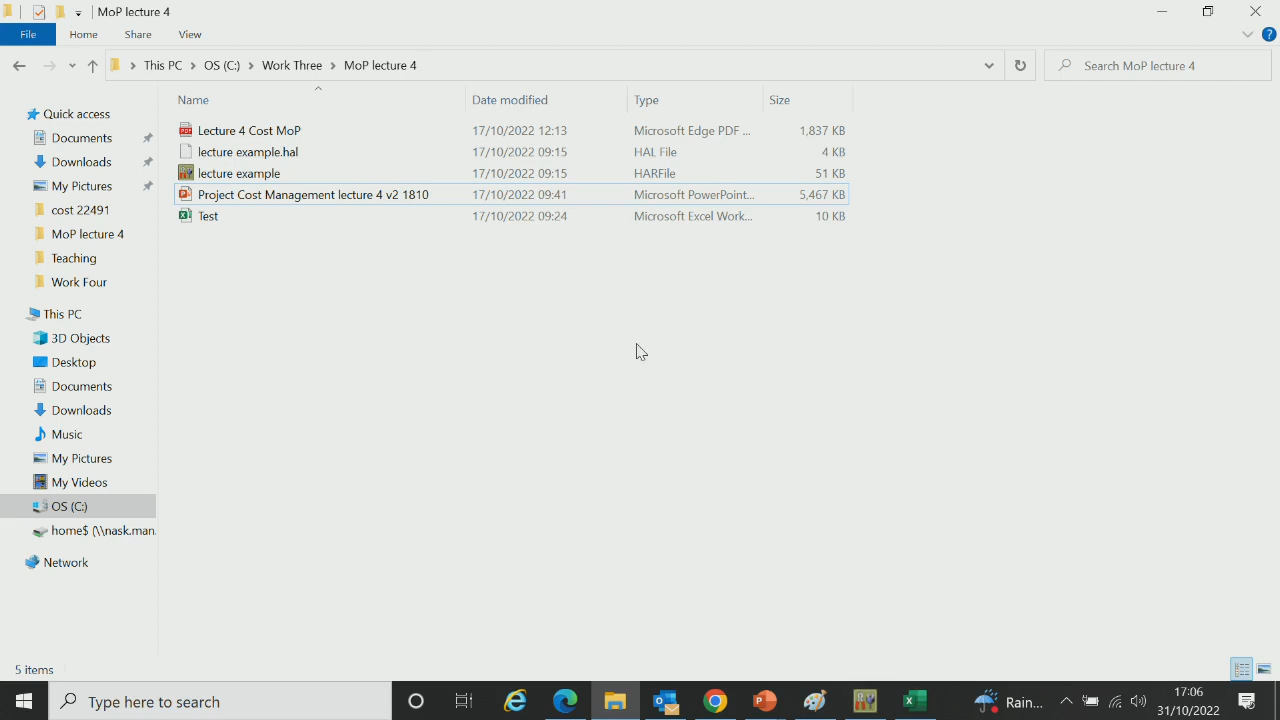 MoP lecture 4
File Home Share View
This PC OS (C:) Work Three MoP lecture 4 Search MoP lecture 4
Name Date modified Type Size
Quick access
Documents
Downloads
My Pictures
cost 22491
MoP lecture 4
Teaching
Work Four
This PC
3D Objects
Desktop
Documents
Downloads
Music
My Pictures
My Videos
OS (C:)
home$ (\\nask.man.
Network
Lecture 4 Cost MoP 17/10/2022 12:13 Microsoft Edge PDF ... 1,837 KB
lecture example.hal 17/10/2022 09:15 HAL File 4 KB
lecture example 17/10/2022 09:15 HARFile 51 KB
Project Cost Management lecture 4 v2 1810 17/10/2022 09:41 Microsoft PowerPoint... 5,467 KB
Test 17/10/2022 09:24 Microsoft Excel Work... 10 KB
5 items
Type here to search Rain... 17:06
31/10/2022